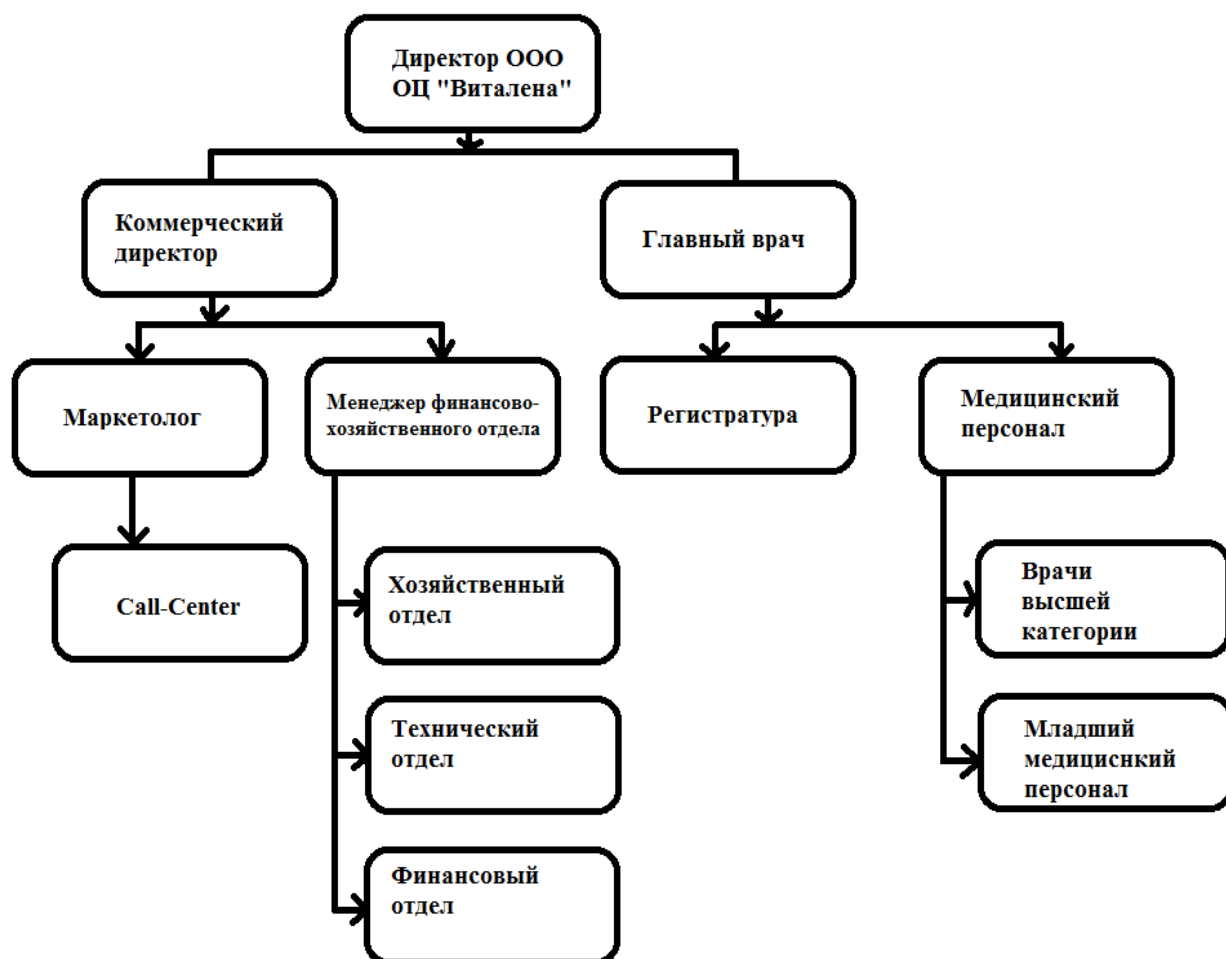 Директор ООО
ОЦ "Виталена"
Коммерческий
директор
Главный врач
Маркетолог
Менеджер финансово-
хозяйственного отдела
Регистратура
Медицинский
персонал
Call-Center
Хозяйственный
отдел
Врачи
высшей
категории
Технический
отдел
Младший
медициснкий
персонал
Финансовый
отдел